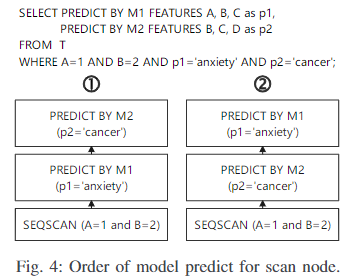 SELECT PREDICT BY M1 FEATURES A, B, C as p1,
PREDICT BY M2 FEATURES B, C, D as p2
FROM T
WHERE A=1 AND B=2 AND p1='anxiety' AND p2='cancer';
① ②
PREDICT BY M2
(p2='cancer')
PREDICT BY M1
(p1='anxiety')
SEQSCAN (A=1 and B=2)
PREDICT BY M1
(p1='anxiety')
PREDICT BY M2
(p2='cancer')
SEQSCAN (A=1 and B=2)
Fig. 4: Order of model predict for scan node.